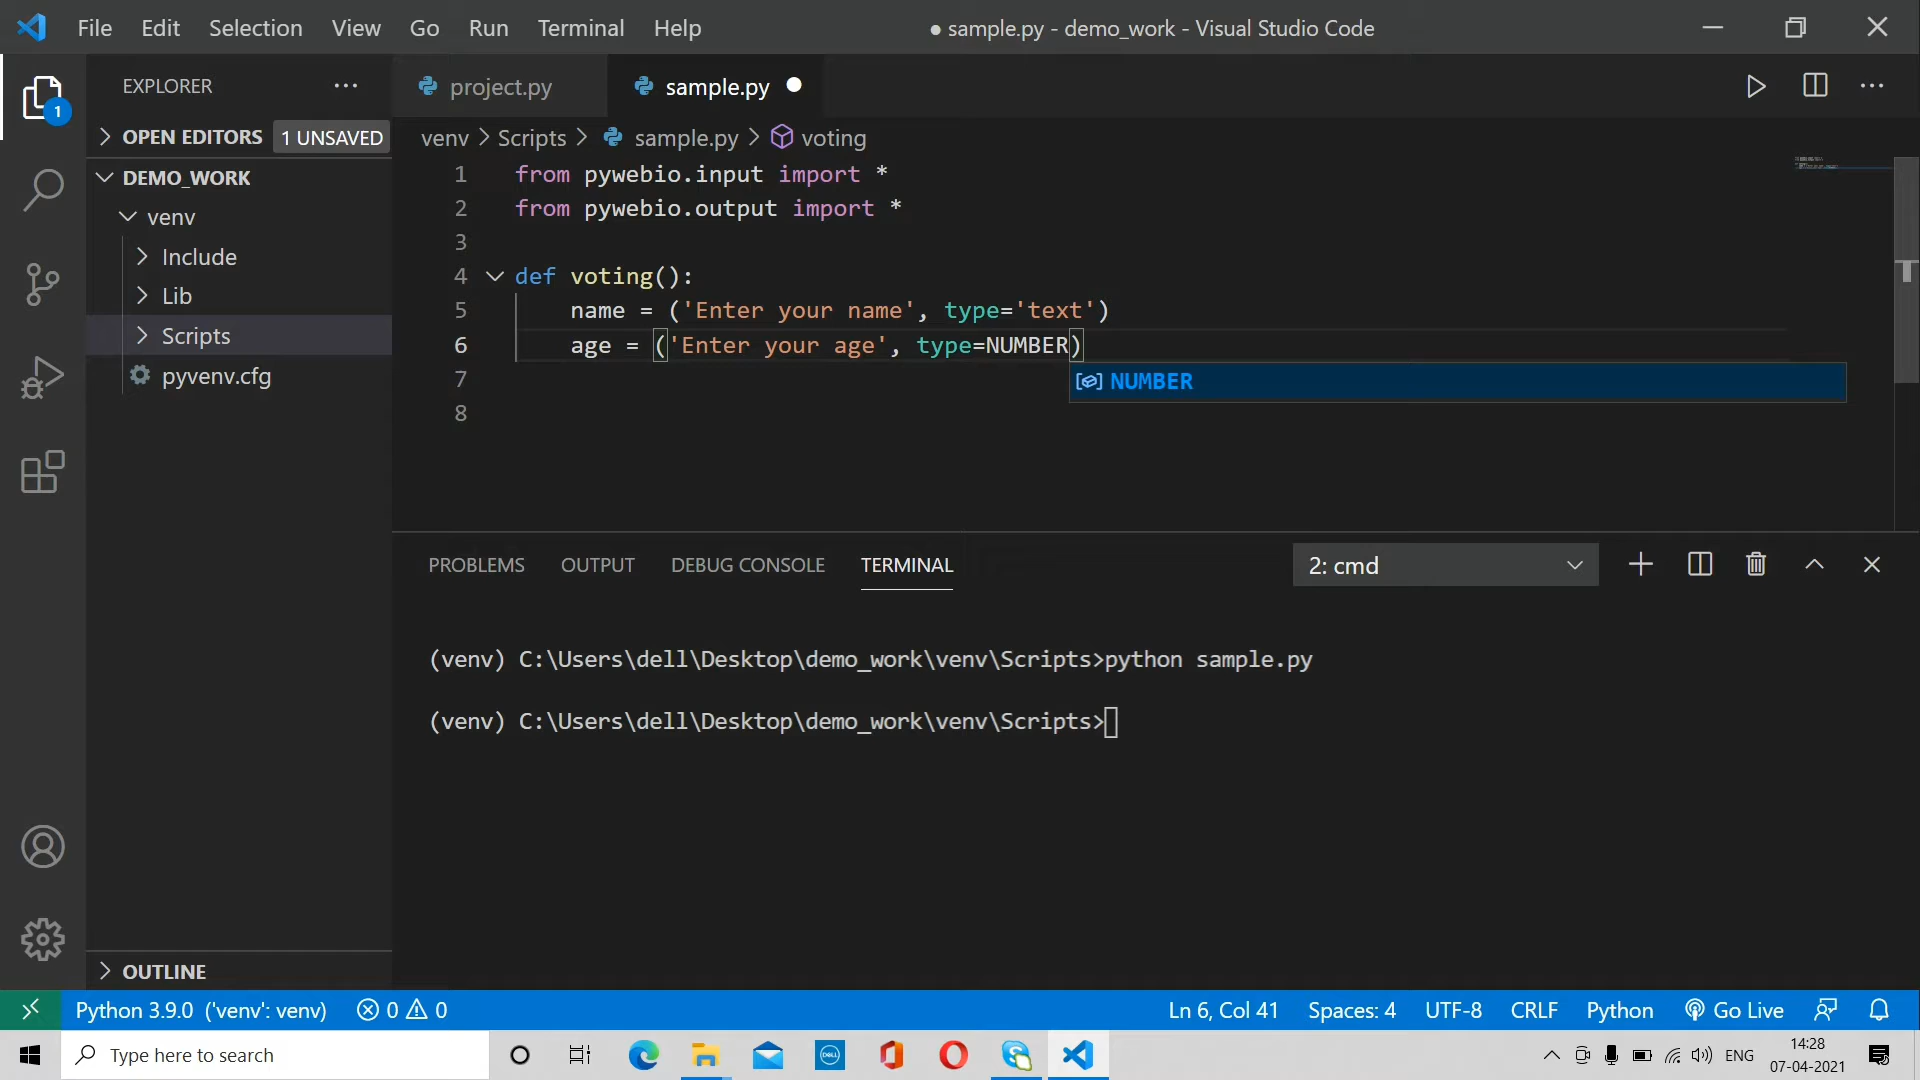 File Edit Selection View Go Run Terminal Help
● sample.py - demo_work - Visual Studio Code
EXPLORER
project.py
sample.py
1
OPEN EDITORS 1 UNSAVED
venv > Scripts > sample.py > voting
DEMO_WORK
venv
Include
Lib
Scripts
pyvenv.cfg
1 from pywebio.input import *
2 from pywebio.output import *
3
4 def voting():
5 name = ('Enter your name', type='text')
6 age = ('Enter your age', type=NUMBER)
7
NUMBER
8
PROBLEMS OUTPUT DEBUG CONSOLE TERMINAL
2: cmd
(venv) C:\Users\dell\Desktop\demo_work\venv\Scripts>python sample.py
(venv) C:\Users\dell\Desktop\demo_work\venv\Scripts>
OUTLINE
Python 3.9.0 ('venv': venv) 0 0
Ln 6, Col 41 Spaces: 4 UTF-8 CRLF Python Go Live
Type here to search
DELL
ENG
14:28
07-04-2021